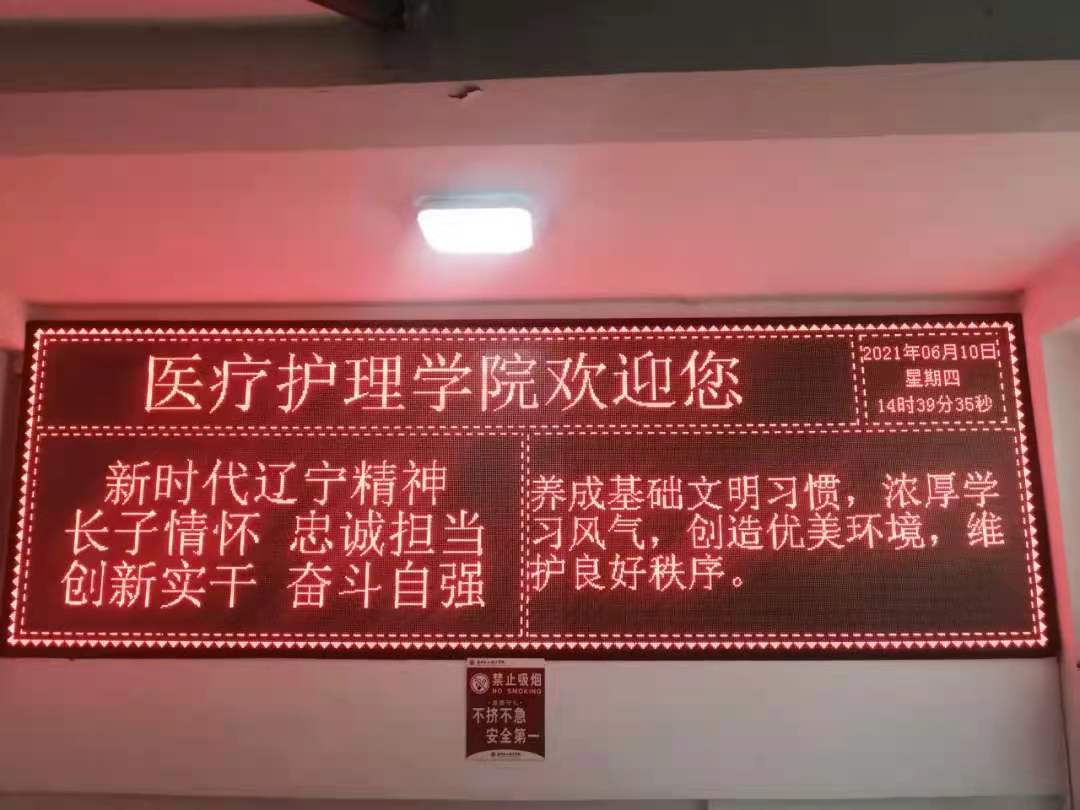 医疗护理学院欢迎您
2021年06月10日
星期四
14时39分35秒
新时代辽宁精神
长子情怀 忠诚担当
创新实干 奋斗自强
养成基础文明习惯，浓厚学
习风气，创造优美环境，维
护良好秩序。
禁止吸烟
NO SMOKING
不挤不急
安全第一